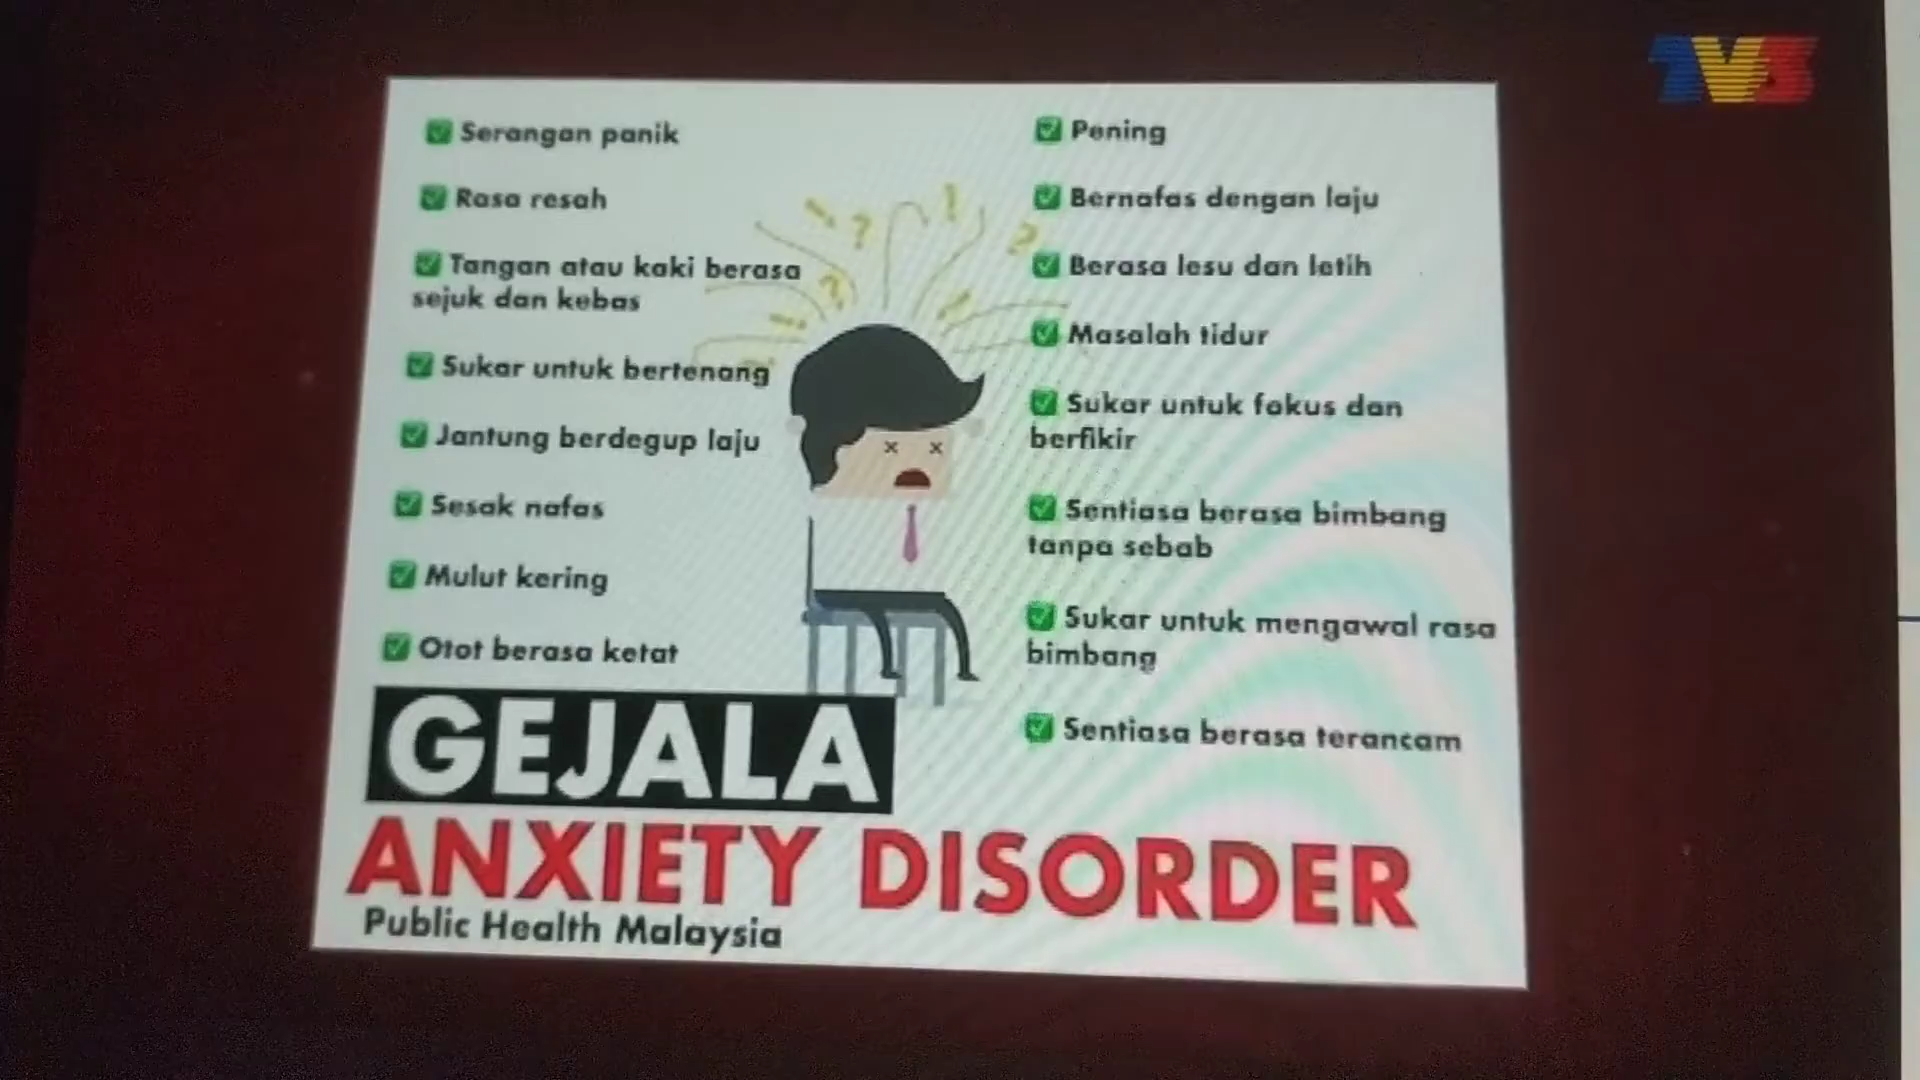 TV3
Serangan panik
Rasa resah
Tangan atau kaki berasa
sejuk dan kebas
Sukar untuk bertenang
Jantung berdegup laju
Sesak nafas
Mulut kering
Otot berasa ketat
Pening
Bernafas dengan laju
Berasa lesu dan letih
Masalah tidur
Sukar untuk fokus dan
berfikir
Sentiasa berasa bimbang
tanpa sebab
Sukar untuk mengawal rasa
bimbang
Sentiasa berasa terancam
GEJALA
ANXIETY DISORDER
Public Health Malaysia